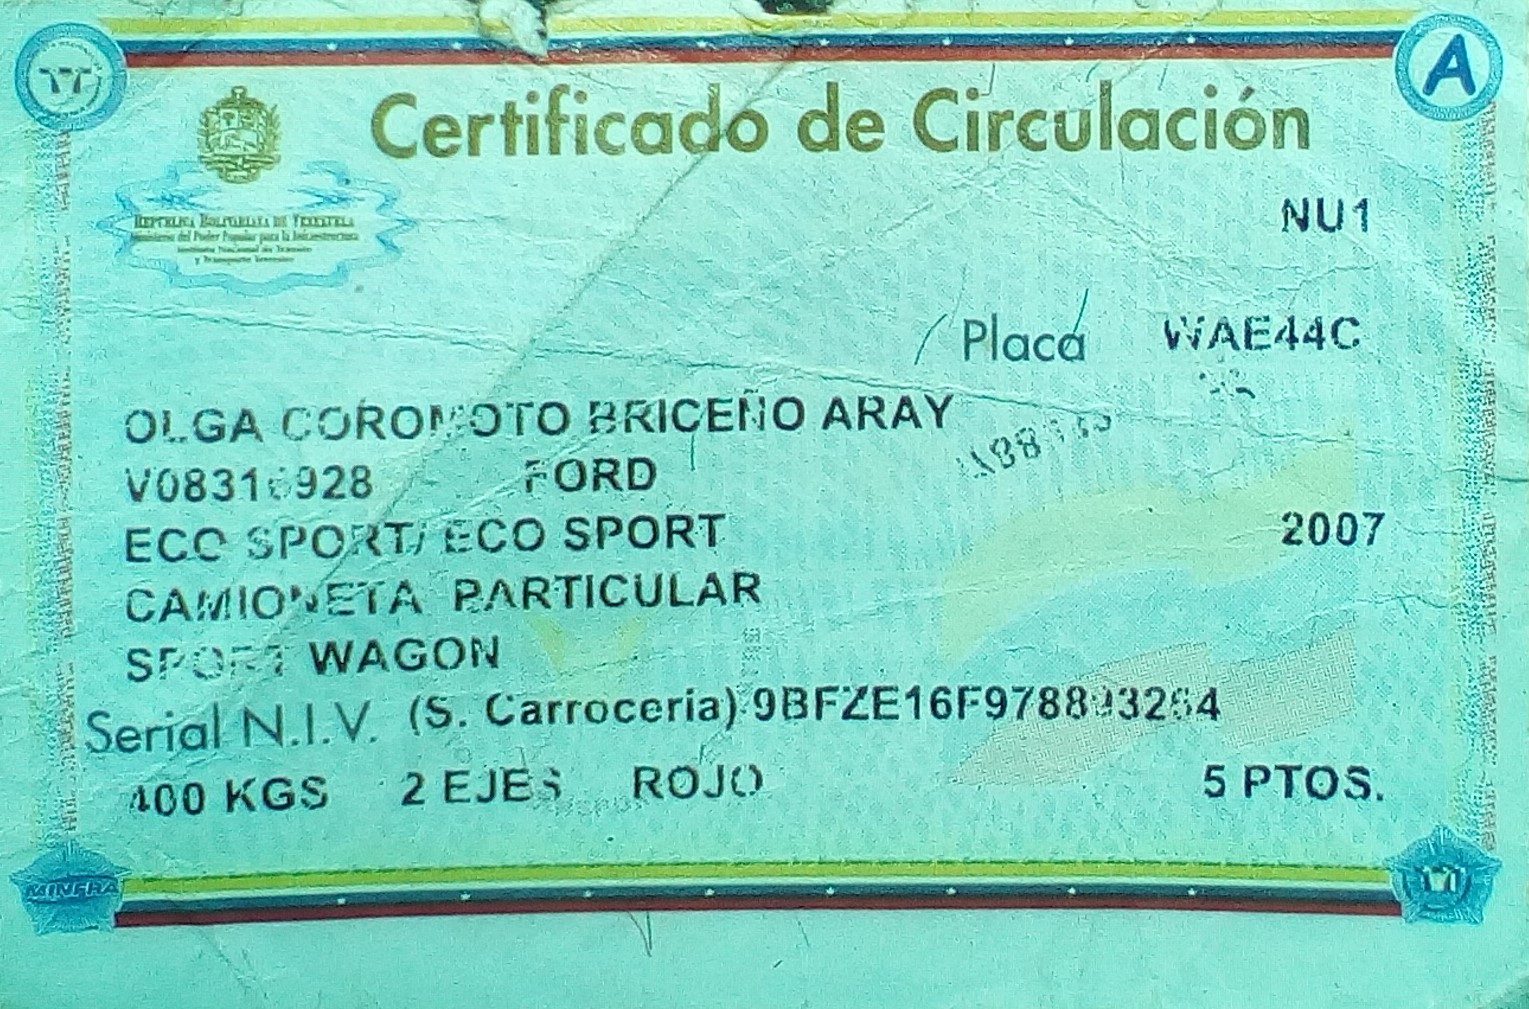 A
Certificado de Circulación
REPÚBLICA BOLIVARIANA DE VENEZUELA
Ministerio del Poder Popular para la Infraestructura
Instituto Nacional de Tránsito
y Transporte Terrestre
NU1
Placa WAE44C
OLGA COROMOTO BRICEÑO ARAY
FORD
ECO SPORT/ ECO SPORT 2007
CAMIONETA PARTICULAR
SPORT WAGON
Serial N.I.V. (S. Carroceria)
400 KGS 2 EJES ROJO 5 PTOS.
MINFRA